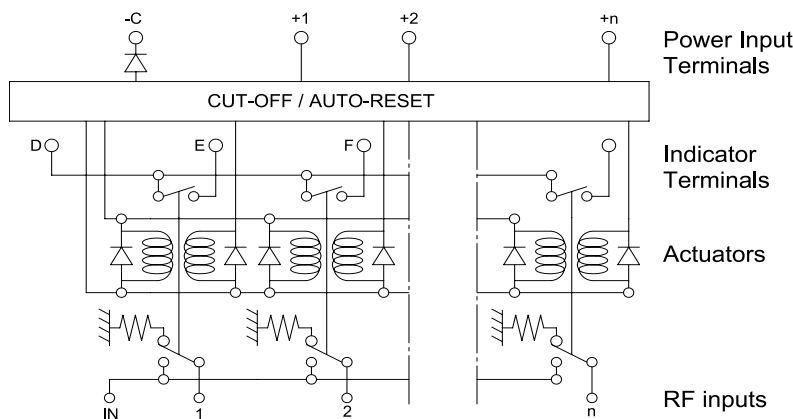 -C +1 +2 +n Power Input
Terminals
CUT-OFF / AUTO-RESET
D E F Indicator
Terminals
Actuators
IN 1 2 n RF inputs